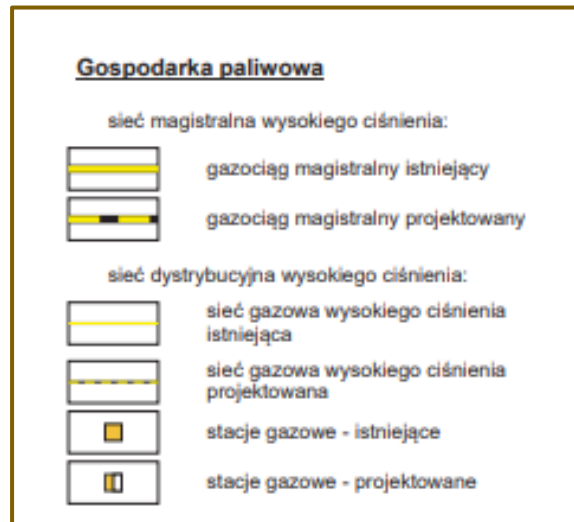 Gospodarka paliwowa
sieć magistralna wysokiego ciśnienia:
gazociąg magistralny istniejący
gazociąg magistralny projektowany
sieć dystrybucyjna wysokiego ciśnienia:
sieć gazowa wysokiego ciśnienia
istniejąca
sieć gazowa wysokiego ciśnienia
projektowana
stacje gazowe - istniejące
stacje gazowe - projektowane